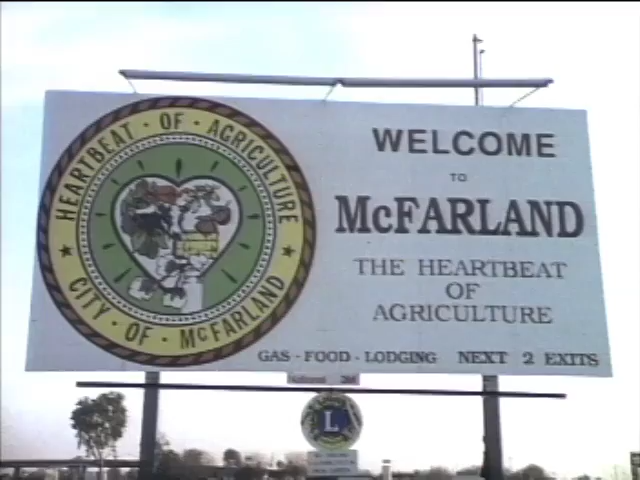 HEARTBEAT · OF · AGRICULTURE
CITY · OF · McFARLAND
WELCOME
TO
McFARLAND
THE HEARTBEAT
OF
AGRICULTURE
GAS - FOOD - LODGING NEXT 2 EXITS
L